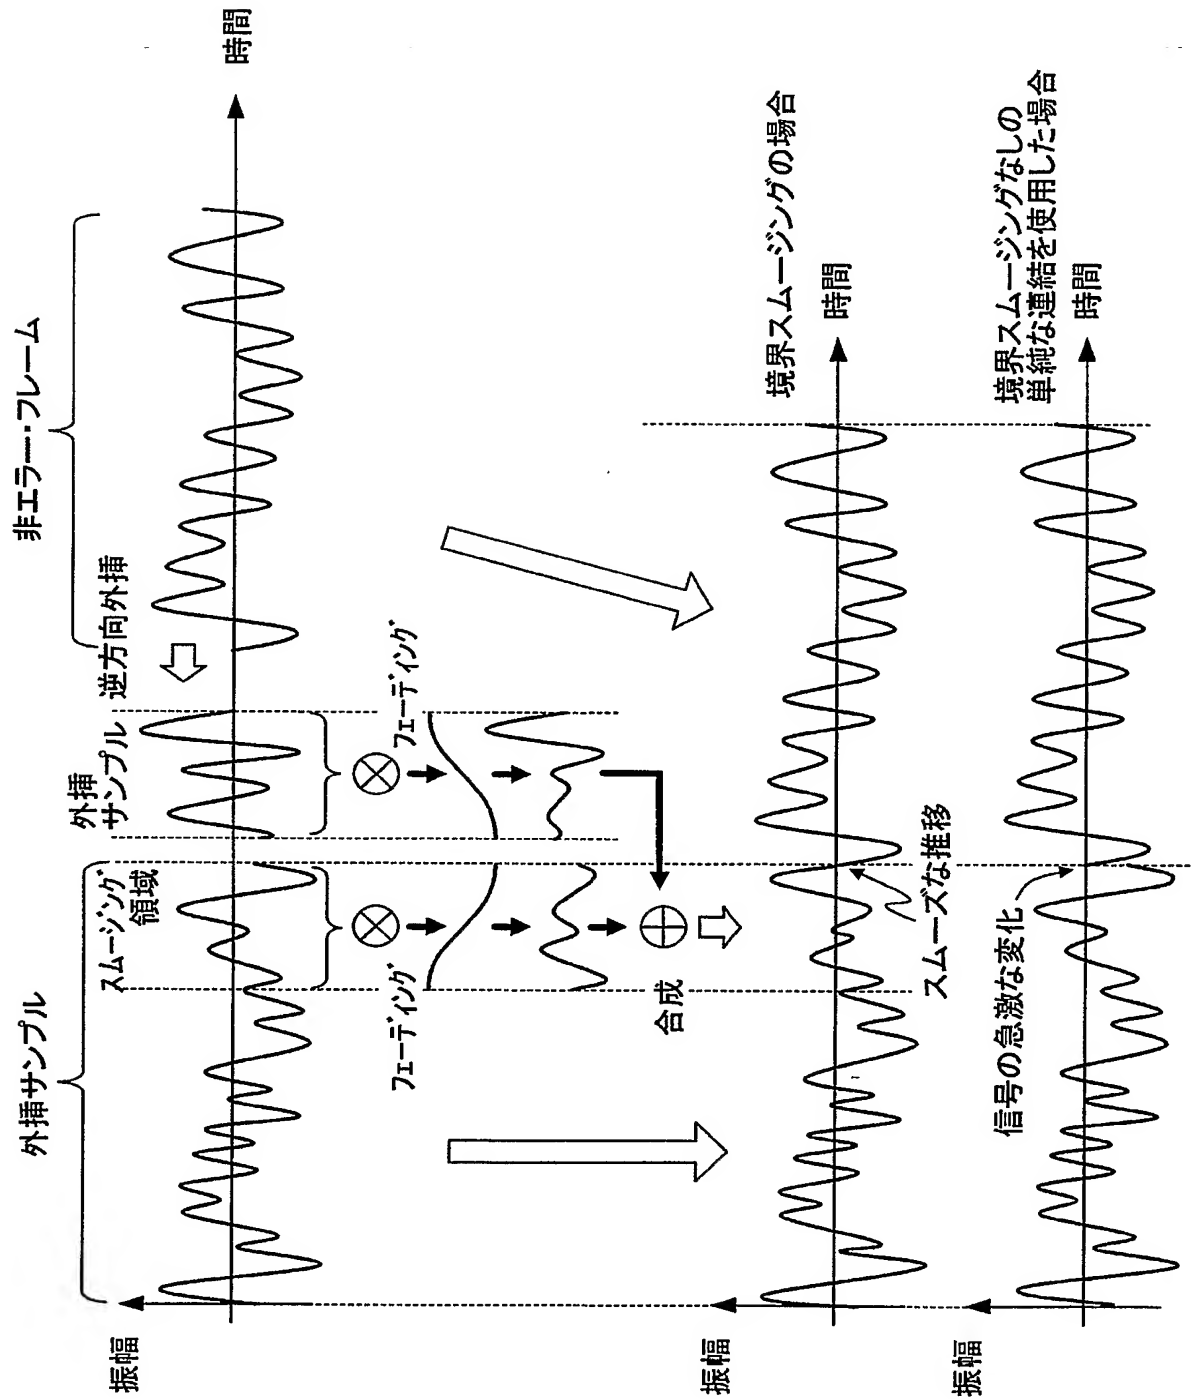 外挿サンプル
非エラー・フレーム
スムージング
領域
外挿
サンプル
逆方向外挿
振幅
時間
フェーディング
フェーディング
合成
境界スムージングの場合
振幅
時間
スムーズな推移
境界スムージングなしの
単純な連結を使用した場合
信号の急激な変化
振幅
時間